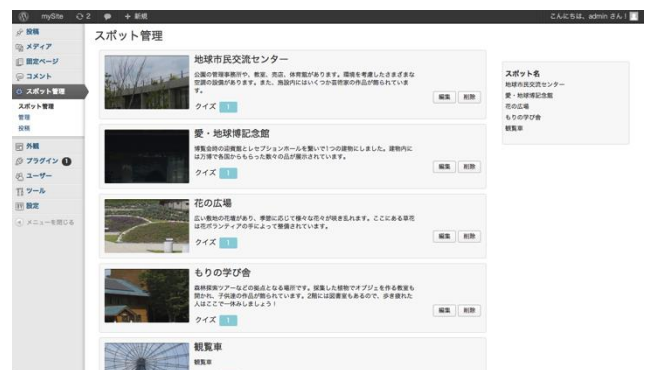 mySite 2 + 新規 こんにちは、admin さん！
投稿
メディア
固定ページ
コメント
スポット管理
スポット管理
管理
投稿
外観
プラグイン 1
ユーザー
ツール
設定
メニューを閉じる
スポット管理
地球市民交流センター
公園の管理事務所や、教室、売店、体育館があります。環境を考慮したさまざまな
空調の設備があります。また、施設内にはいくつか芸術家の作品が飾られていま
す。
クイズ 1
編集 削除
愛・地球博記念館
博覧会時の迎賓館とレセプションホールを繋いで1つの建物にしました。建物内に
は万博で各国からもらった数々の品が展示されています。
クイズ 1
編集 削除
花の広場
広い敷地の花壇があり、季節に応じて様々な花々が咲き乱れます。ここにある草花
は花ボランティアの手によって整備されています。
クイズ 1
編集 削除
もりの学び舎
森林探索ツアーなどの拠点となる場所です。採集した植物でオブジェを作る教室も
開かれ、子供達の作品が飾られています。2階には図書室もあるので、歩き疲れた
人はここで一休みしましょう！
クイズ 1
編集 削除
観覧車
観覧車
スポット名
地球市民交流センター
愛・地球博記念館
花の広場
もりの学び舎
観覧車